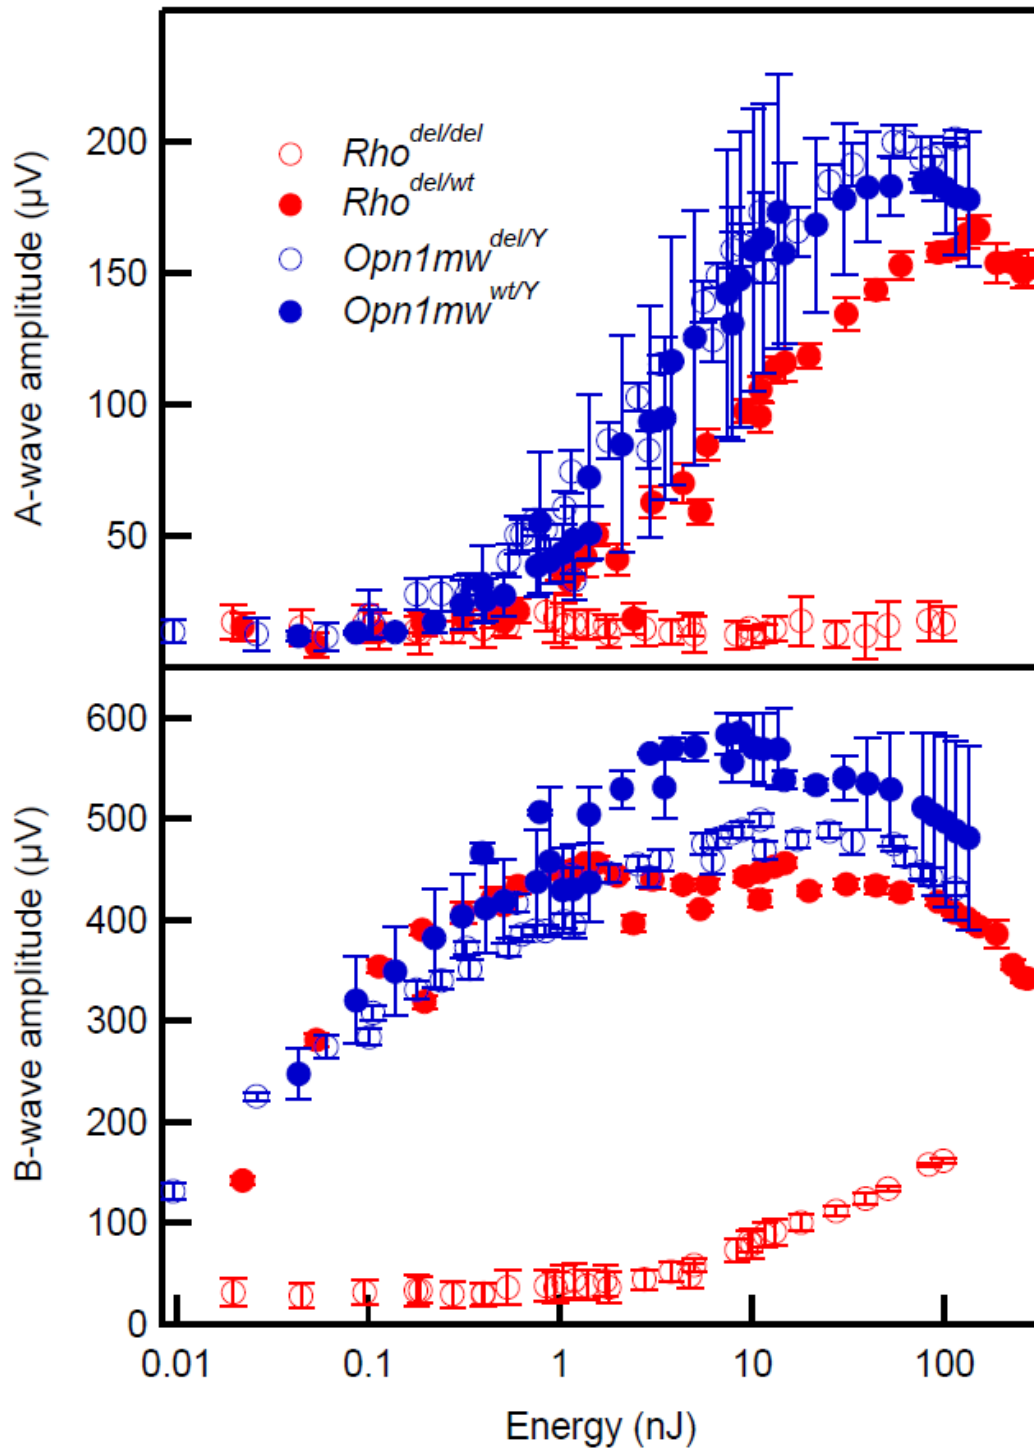 A-wave amplitude (µV)
200
150
100
50
Rho^del/del
Rho^del/wt
Opn1mw^del/Y
Opn1mw^wt/Y
B-wave amplitude (µV)
600
500
400
300
200
100
0
0.01 0.1 1 10 100
Energy (nJ)